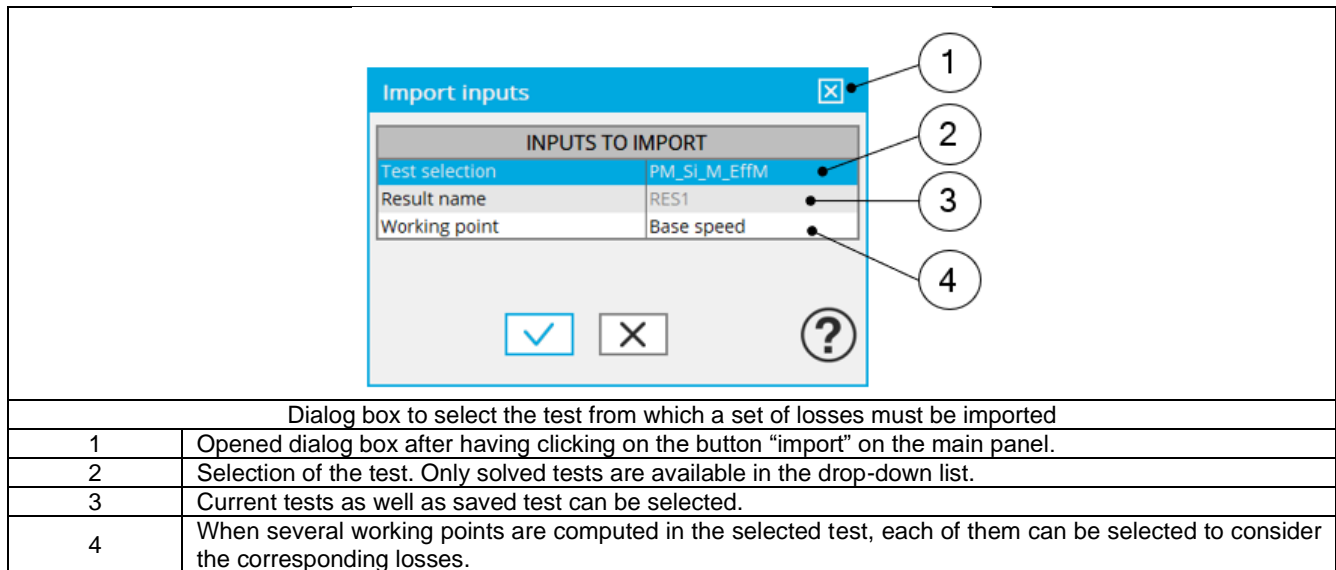 1
Import inputs
2
INPUTS TO IMPORT
Test selection PM_Si_M_EffM
3
Result name RES1
Working point Base speed
4
?
Dialog box to select the test from which a set of losses must be imported
1 Opened dialog box after having clicking on the button “import” on the main panel.
2 Selection of the test. Only solved tests are available in the drop-down list.
3 Current tests as well as saved test can be selected.
4 When several working points are computed in the selected test, each of them can be selected to consider
the corresponding losses.